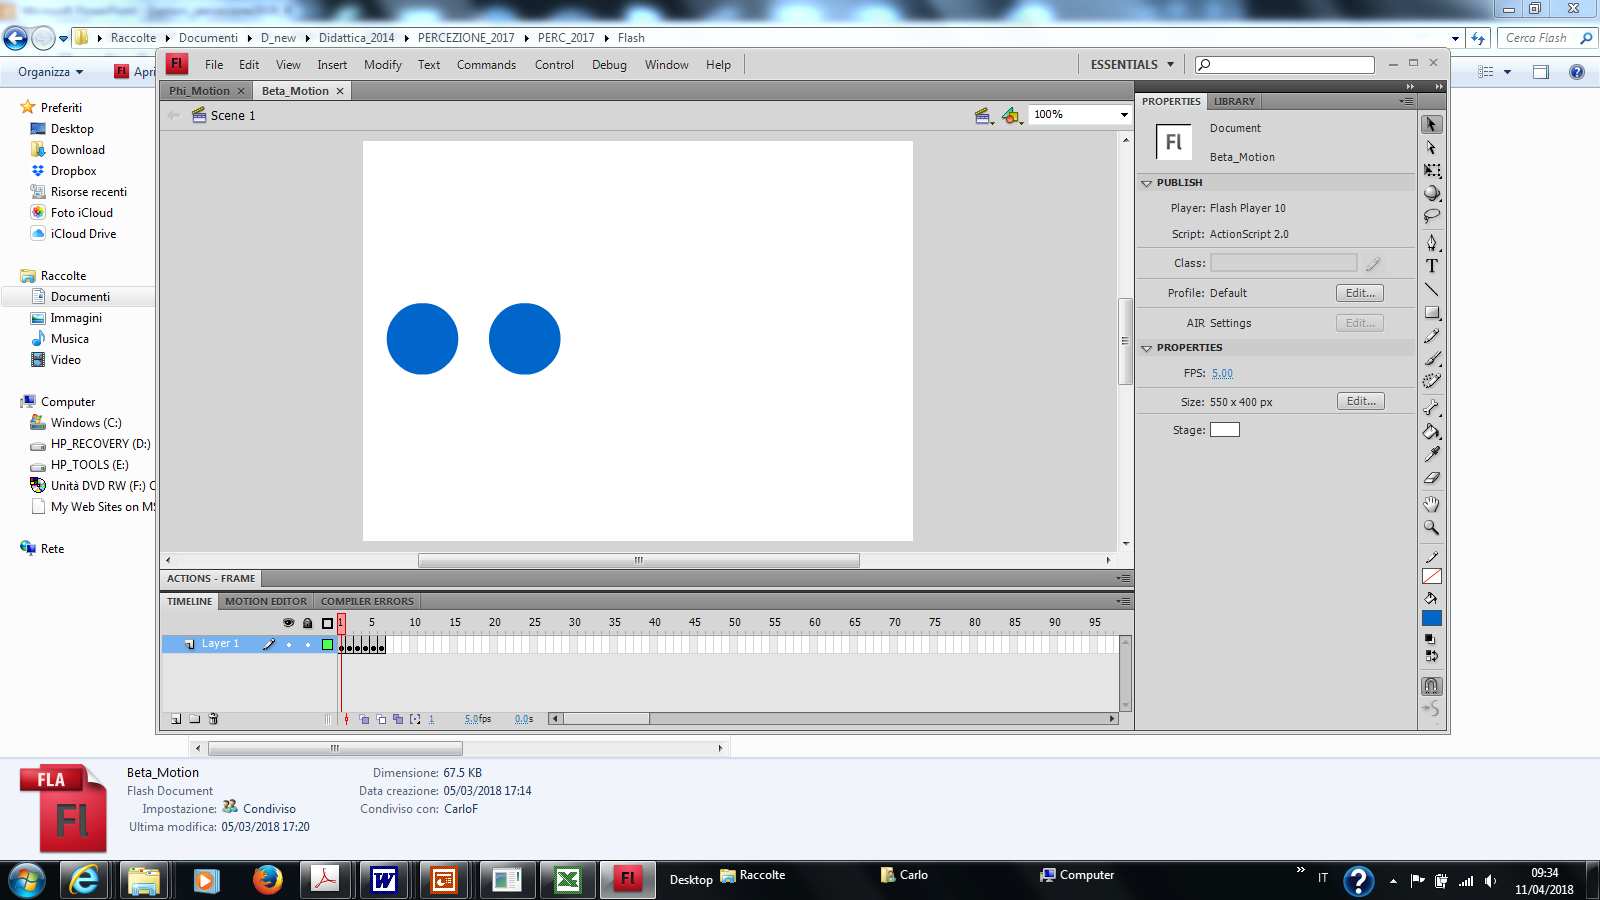 Raccolte Documenti D_new Didattica_2014 PERCEZIONE_2017 PERC_2017 Flash
Cerca Flash
Organizza
Apri
Fl File Edit View Insert Modify Text Commands Control Debug Window Help
ESSENTIALS
Phi_Motion Beta_Motion
Scene 1
100%
Preferiti
Desktop
Download
Dropbox
Risorse recenti
Foto iCloud
iCloud Drive
Raccolte
Documenti
Immagini
Musica
Video
Computer
Windows (C:)
HP_RECOVERY (D:)
HP_TOOLS (E:)
Unità DVD RW (F:) C
My Web Sites on MS
Rete
PROPERTIES LIBRARY
Fl
Document
Beta_Motion
PUBLISH
Player: Flash Player 10
Script: ActionScript 2.0
Class:
Profile: Default Edit...
AIR Settings Edit...
PROPERTIES
FPS: 5.00
Size: 550 x 400 px Edit...
Stage:
ACTIONS - FRAME
TIMELINE MOTION EDITOR COMPILER ERRORS
1 5 10 15 20 25 30 35 40 45 50 55 60 65 70 75 80 85 90 95
Layer 1
1 5.0fps 0.0s
FLA
Fl
Beta_Motion
Flash Document
Impostazione: Condiviso
Ultima modifica: 05/03/2018 17:20
Dimensione: 67.5 KB
Data creazione: 05/03/2018 17:14
Condiviso con: CarloF
Fl
Desktop
Raccolte
Carlo
Computer
IT
09:34
11/04/2018